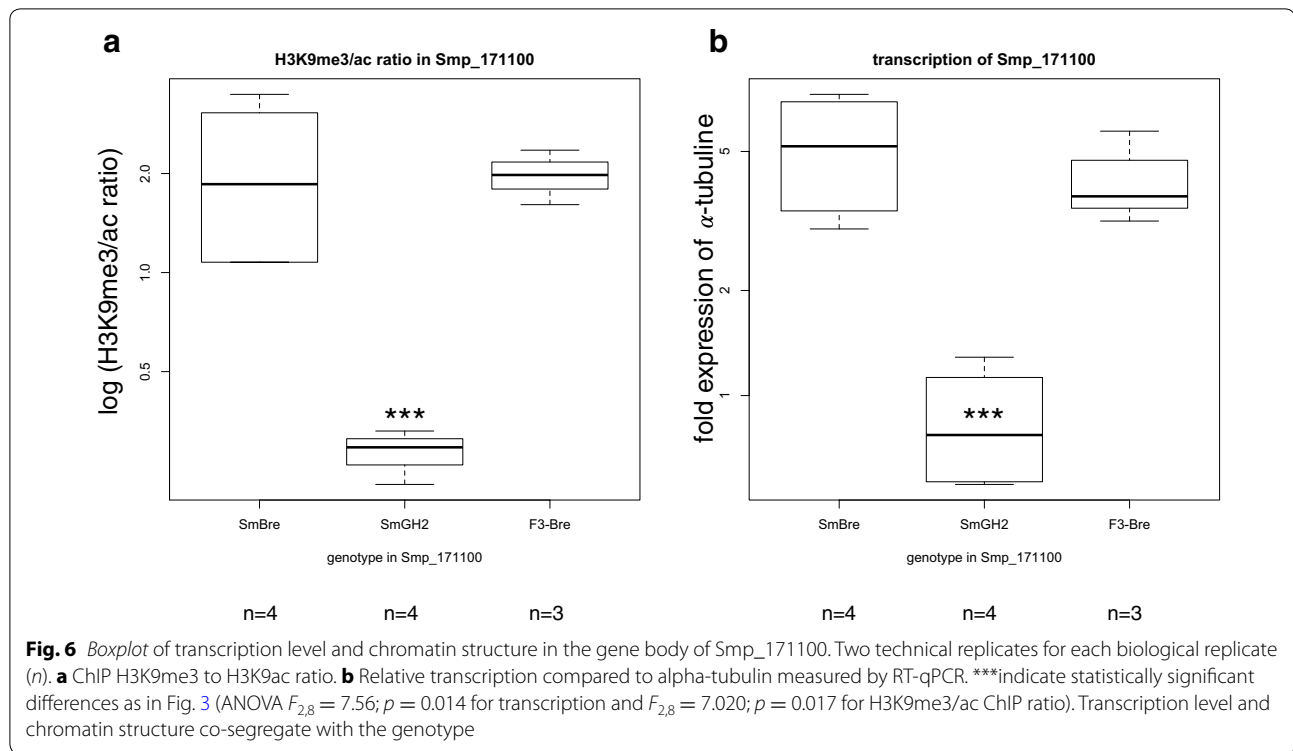 a
H3K9me3/ac ratio in Smp_171100
log (H3K9me3/ac ratio)
2.0
1.0
0.5
***
SmBre
SmGH2
F3-Bre
genotype in Smp_171100
n=4
n=4
n=3
b
transcription of Smp_171100
fold expression of α-tubuline
5
2
1
***
SmBre
SmGH2
F3-Bre
genotype in Smp_171100
n=4
n=4
n=3
Fig. 6 Boxplot of transcription level and chromatin structure in the gene body of Smp_171100. Two technical replicates for each biological replicate
(n). a ChIP H3K9me3 to H3K9ac ratio. b Relative transcription compared to alpha-tubulin measured by RT-qPCR. ***indicate statistically significant
differences as in Fig. 3 (ANOVA F2,8 = 7.56; p = 0.014 for transcription and F2,8 = 7.020; p = 0.017 for H3K9me3/ac ChIP ratio). Transcription level and
chromatin structure co-segregate with the genotype